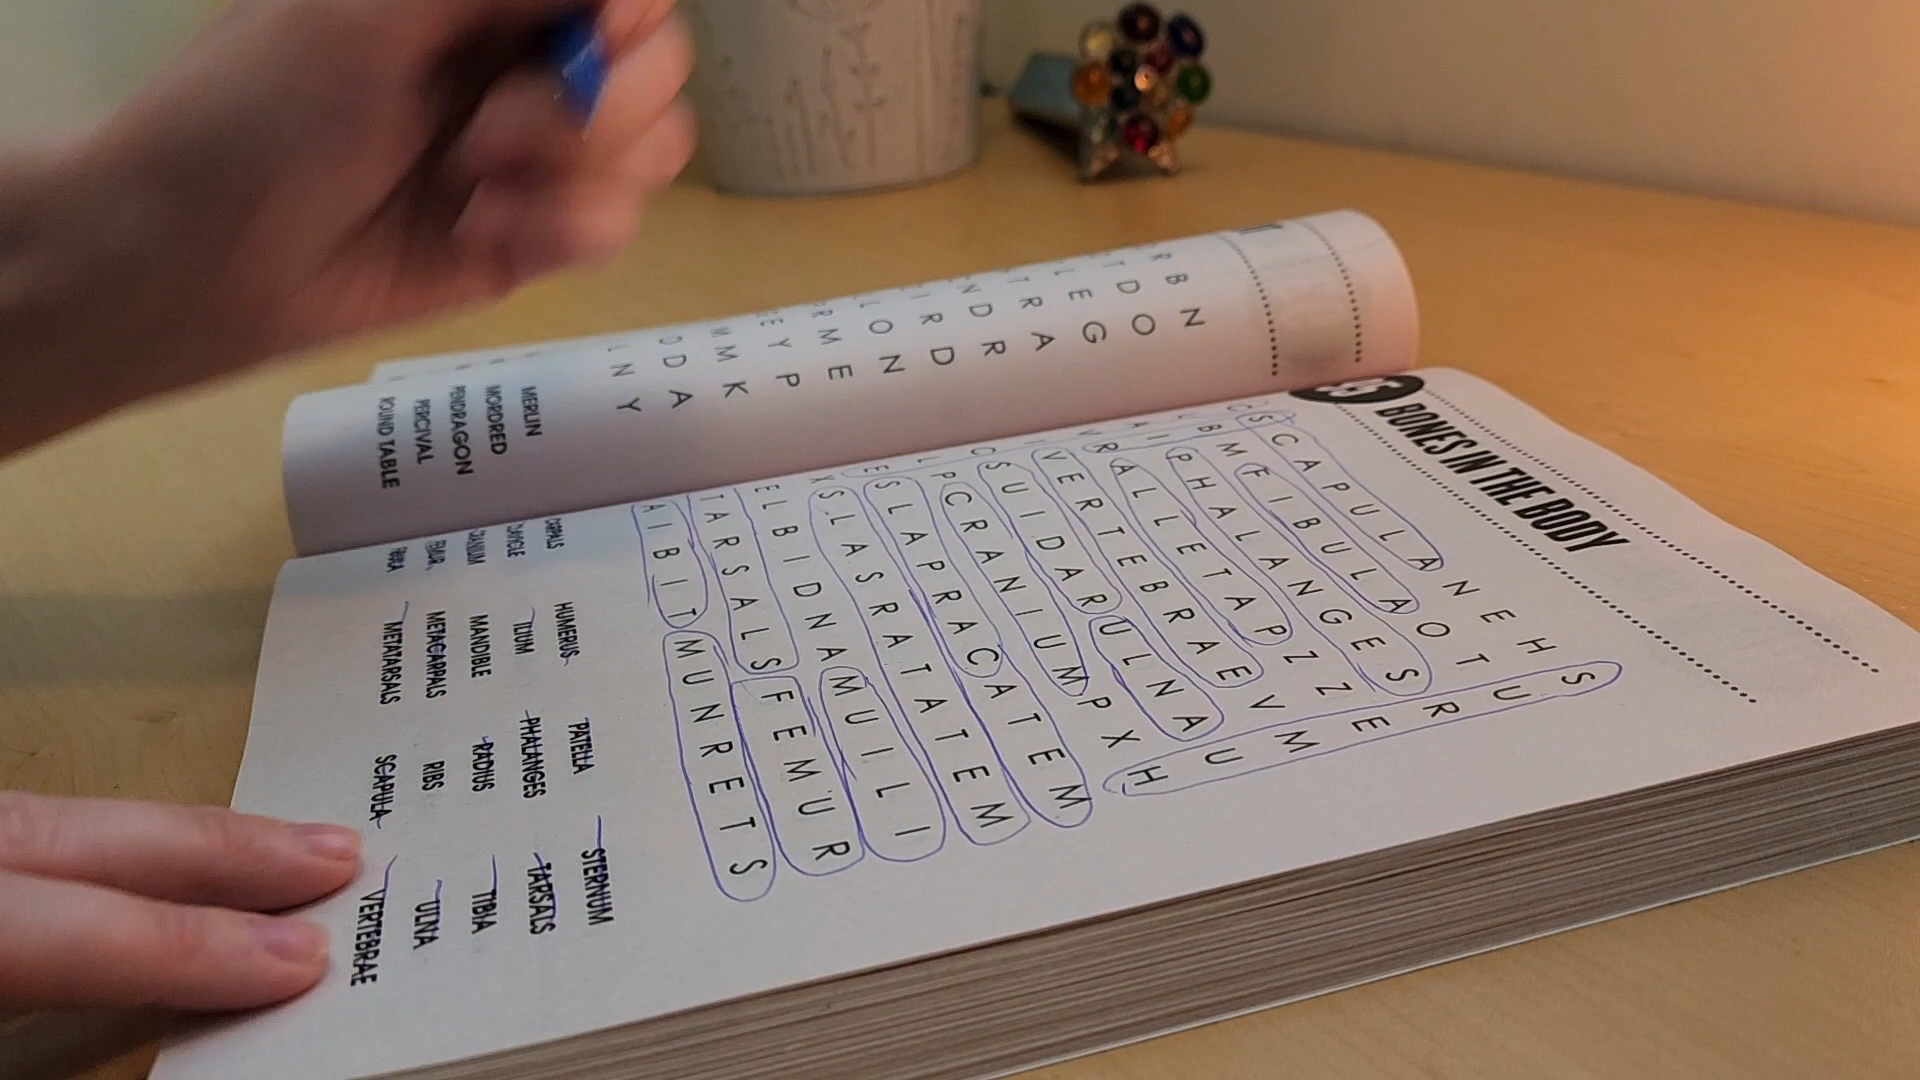 R B N
T D O
L E G
T R A
N D R
I R D
L O N
R M E
E Y P
M K
D A
N Y
MERLIN
MORDRED
PENDRAGON
PERCIVAL
ROUND TABLE
BONES IN THE BODY
C S C A P U L A N E H S
L B M F I B U L A O T U
A I P H A L A N G E S R
V R A L L E T A P Z Z E
I V E R T E B R A E V M
C S U I D A R U L N A U
L P C R A N I U M P X H
E S L A P R A C A T E M
K S L A S R A T A T E M
E L B I D N A M U I L I
T A R S A L S F E M U R
A I B I T M U N R E T S
CARPALS
CLAVICLE
CRANIUM
FEMUR
FIBULA
HUMERUS
ILIUM
MANDIBLE
METACARPALS
METATARSALS
PATELLA
PHALANGES
RADIUS
RIBS
SCAPULA
STERNUM
TARSALS
TIBIA
ULNA
VERTEBRAE